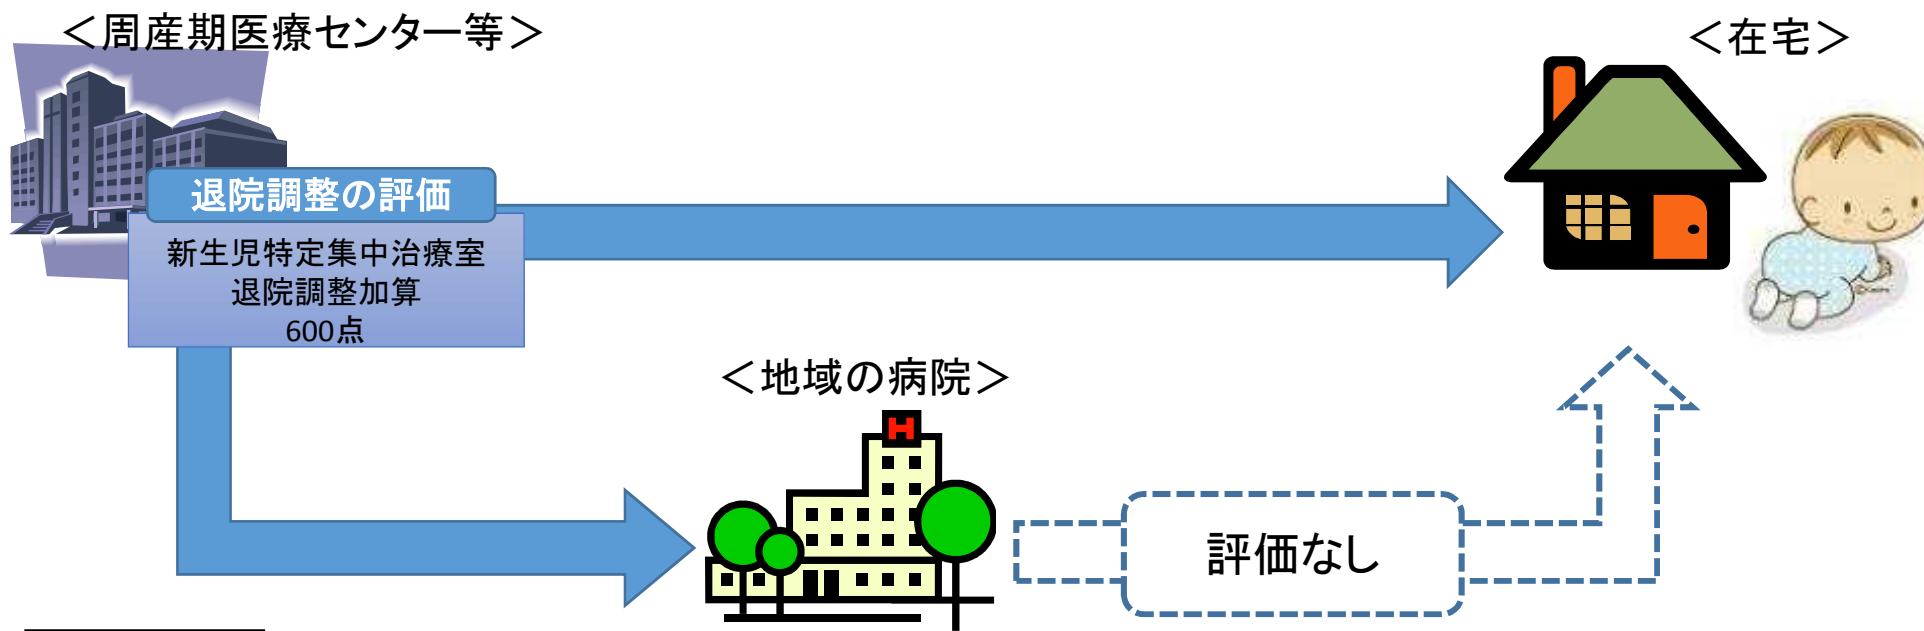 ＜周産期医療センター等＞
＜在宅＞
退院調整の評価
新生児特定集中治療室
退院調整加算
600点
＜地域の病院＞
H
評価なし